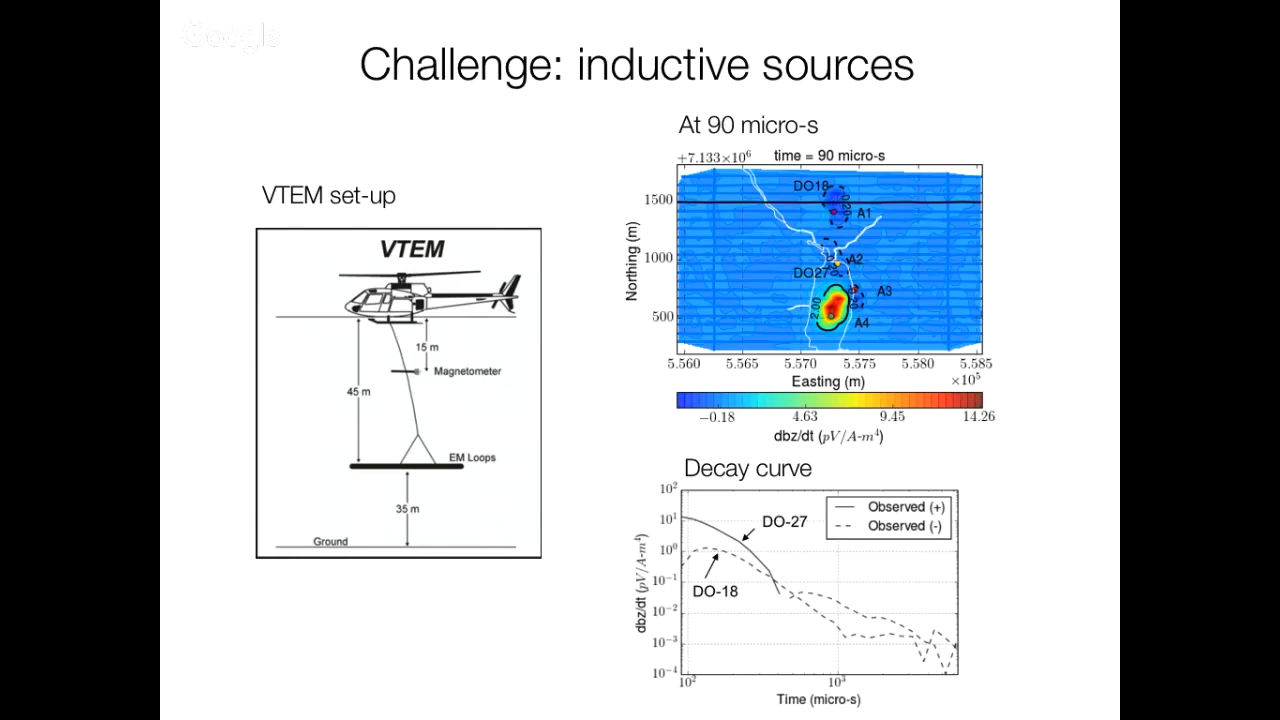 Google
Challenge: inductive sources
VTEM set-up
VTEM
15 m
Magnetometer
45 m
EM Loops
35 m
Ground
At 90 micro-s
+7.133×10⁶ time = 90 micro-s
DO18
A1
A2
DO27
A3
A4
2.00
1500
1000
500
Northing (m)
5.560 5.565 5.570 5.575 5.580 5.585
Easting (m) ×10⁵
−0.18 4.63 9.45 14.26
dbz/dt (pV/A-m⁴)
Decay curve
10²
10¹
10⁰
10⁻¹
10⁻²
10⁻³
10⁻⁴
dbz/dt (pV/A-m⁴)
Observed (+)
Observed (-)
DO-27
DO-18
10² 10³
Time (micro-s)